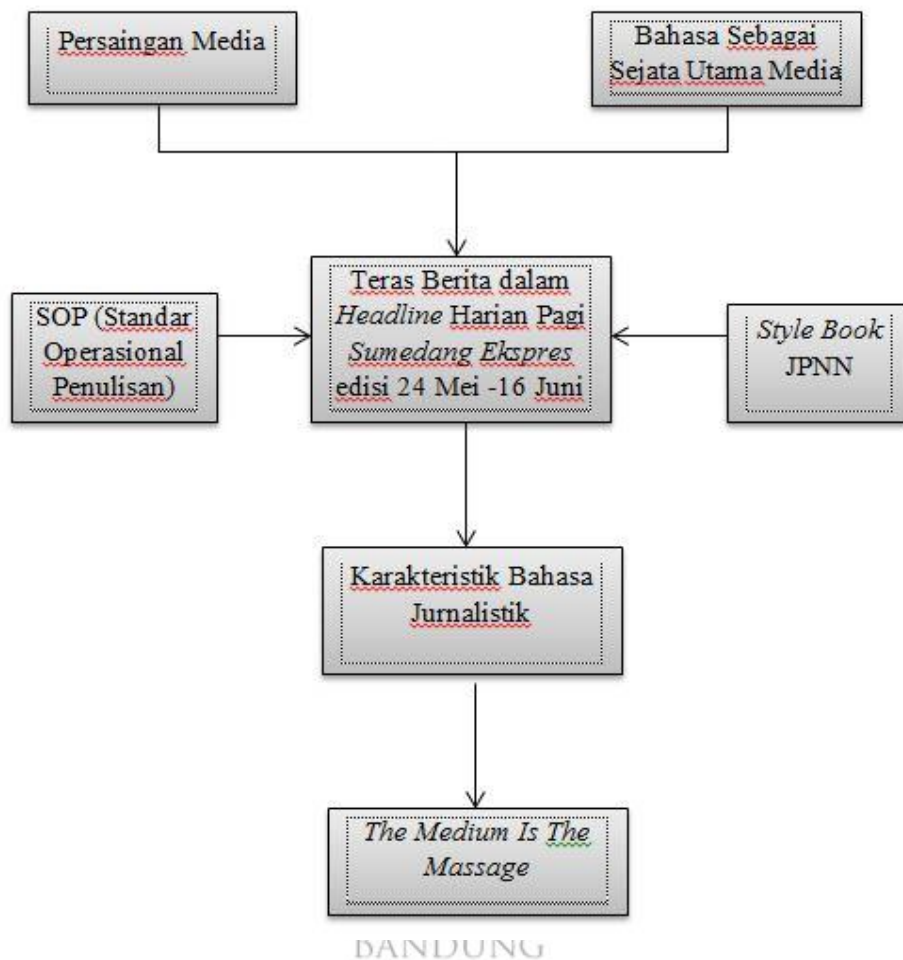 Persaingan Media
Bahasa Sebagai
Sejata Utama Media
Teras Berita dalam
Headline Harian Pagi
Sumedang Ekspres
edisi 24 Mei -16 Juni
SOP (Standar
Operasional
Penulisan)
Style Book
JPNN
Karakteristik Bahasa
Jurnalistik
The Medium Is The
Massage
BANDUNG